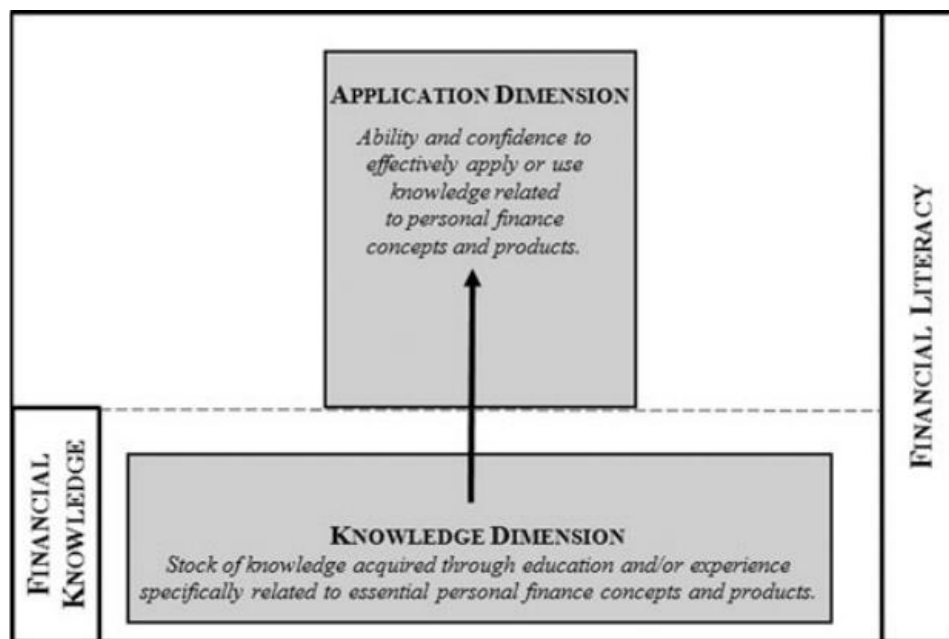 APPLICATION DIMENSION
Ability and confidence to
effectively apply or use
knowledge related
to personal finance
concepts and products.
FINANCIAL LITERACY
FINANCIAL
KNOWLEDGE
KNOWLEDGE DIMENSION
Stock of knowledge acquired through education and/or experience
specifically related to essential personal finance concepts and products.